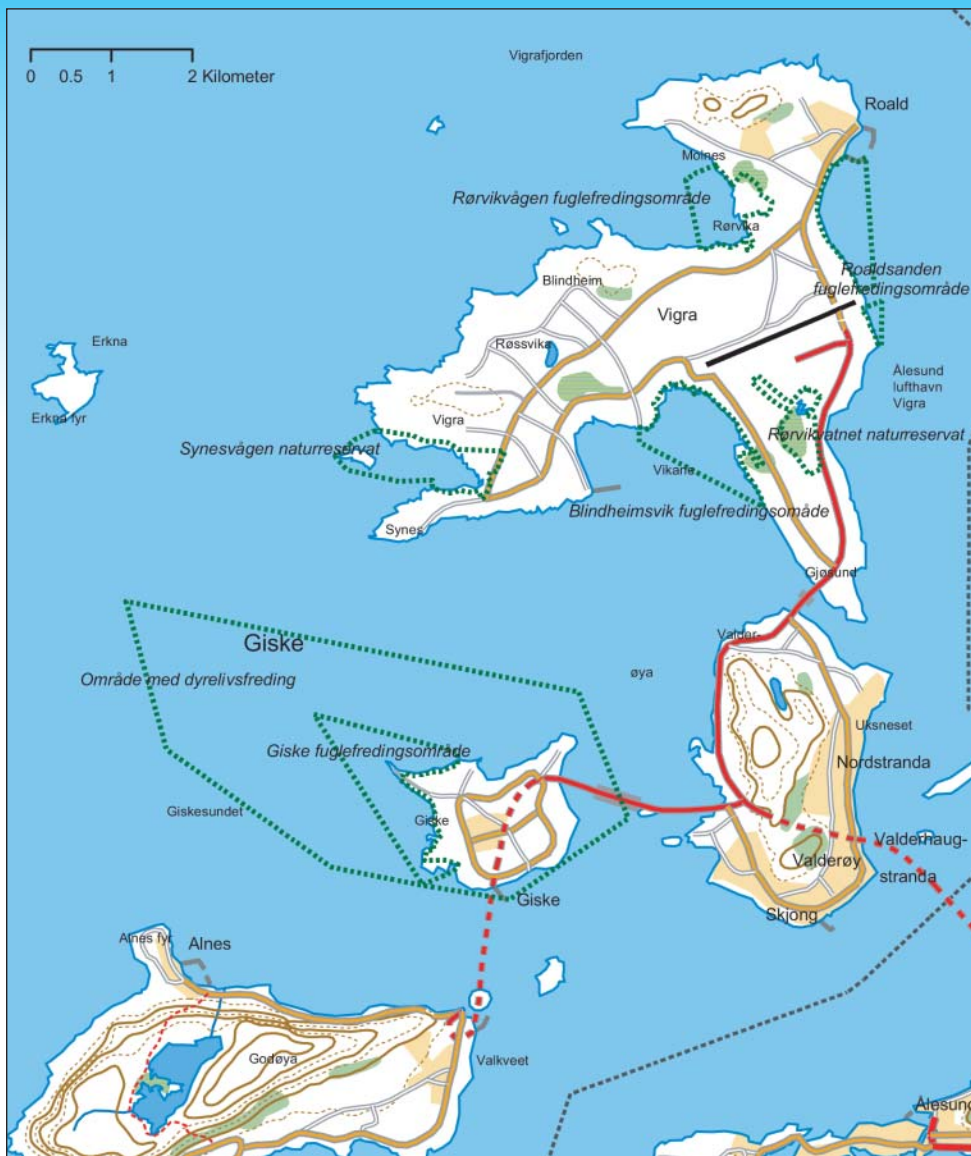 Vigrafjorden
0 0.5 1 2 Kilometer
Roald
Molnes
Rørvikvågen fuglefredingsområde
Rørvika
Roaldsanden
fuglefredingsområde
Blindheim
Vigra
Røssvika
Erkna
Erkna fyr
Ålesund
lufthavn
Vigra
Vigra
Synesvågen naturreservat
Rørvikvatnet naturreservat
Vikane
Blindheimsvik fuglefredingsomåde
Synes
Gjøsund
Valder-
øya
Giske
Område med dyrelivsfreding
Uksneset
Giske fuglefredingsområde
Nordstranda
Giskesundet
Giske
Valderhaug-
stranda
Valderøy
Giske
Skjong
Alnes fyr
Alnes
Godøya
Valkveet
Ålesund